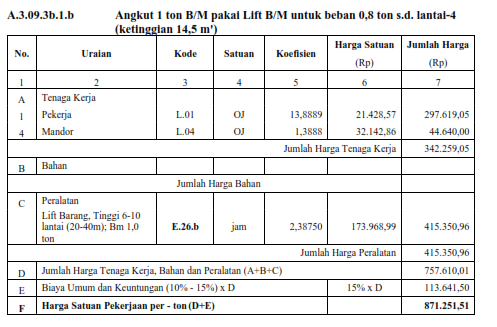 A.3.09.3b.1.b Angkut 1 ton B/M pakai Lift B/M untuk beban 0,8 ton s.d. lantai-4
(ketinggian 14,5 m')
No. Uraian Kode Satuan Koefisien Harga Satuan Jumlah Harga
(Rp) (Rp)
1 2 3 4 5 6 7
A Tenaga Kerja
1 Pekerja L.01 OJ 13,8889 21.428,57 297.619,05
4 Mandor L.04 OJ 1,3888 32.142,86 44.640,00
Jumlah Harga Tenaga Kerja 342.259,05
B Bahan
Jumlah Harga Bahan
C Peralatan
Lift Barang, Tinggi 6-10
lantai (20-40m); Bm 1,0 E.26.b jam 2,38750 173.968,99 415.350,96
ton
Jumlah Harga Peralatan 415.350,96
D Jumlah Harga Tenaga Kerja, Bahan dan Peralatan (A+B+C) 757.610,01
E Biaya Umum dan Keuntungan (10% - 15%) x D 15% x D 113.641,50
F Harga Satuan Pekerjaan per - ton (D+E) 871.251,51